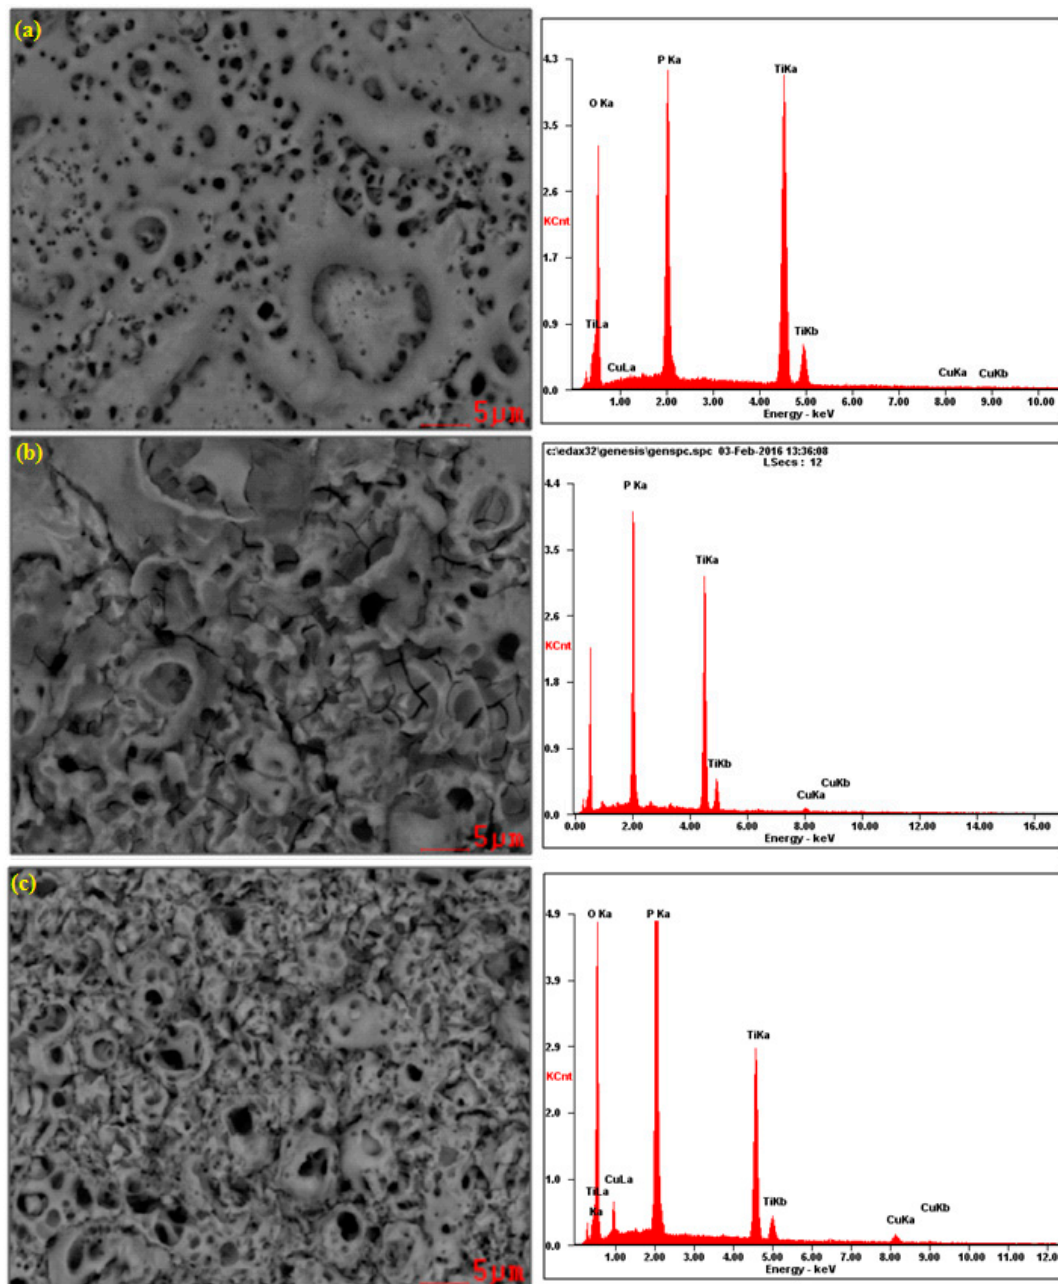 (a)
5µm
4.3
3.5
2.6
KCnt
1.7
0.9
0.0
O Ka
P Ka
TiKa
TiLa
CuLa
TiKb
CuKa
CuKb
1.00 2.00 3.00 4.00 5.00 6.00 7.00 8.00 9.00 10.0
Energy - keV
(b)
5µm
c:\edax32\genesis\genspc.spc 03-Feb-2016 13:36:08
LSecs : 12
4.4
3.5
2.6
KCnt
1.8
0.9
0.0
P Ka
TiKa
TiKb
CuKa
CuKb
0.00 2.00 4.00 6.00 8.00 10.00 12.00 14.00 16.00
Energy - keV
(c)
5µm
4.9
3.9
2.9
KCnt
2.0
1.0
0.0
O Ka
P Ka
TiKa
CuLa
TiLa
Ka
TiKb
CuKa
CuKb
1.00 2.00 3.00 4.00 5.00 6.00 7.00 8.00 9.00 10.00 11.00 12.0
Energy - keV